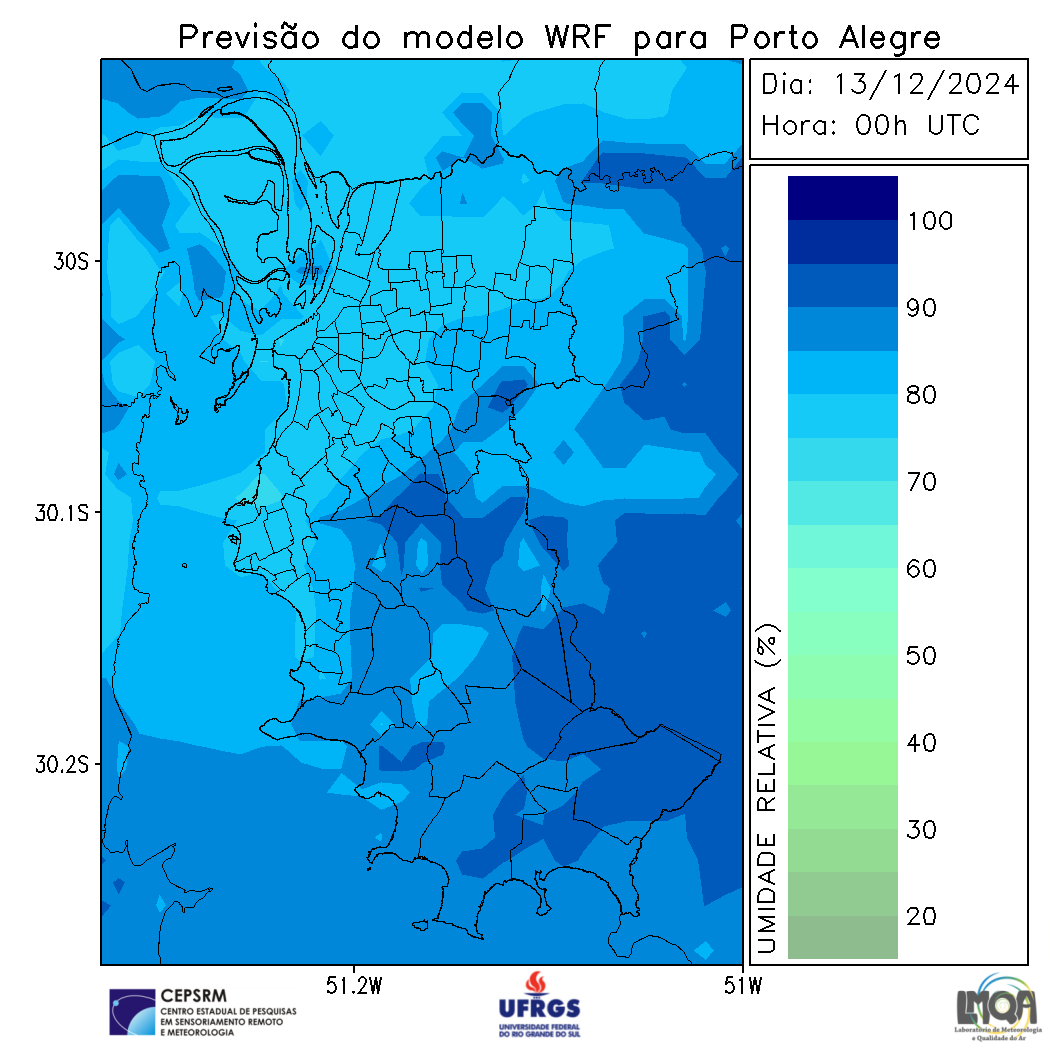 Previsão do modelo WRF para Porto Alegre
Dia: 13/12/2024
Hora: 00h UTC
30S
30.1S
30.2S
51.2W
51W
100
90
80
70
60
50
40
30
20
UMIDADE RELATIVA (%)
CEPSRM
CENTRO ESTADUAL DE PESQUISAS
EM SENSORIAMENTO REMOTO
E METEOROLOGIA
UFRGS
UNIVERSIDADE FEDERAL
DO RIO GRANDE DO SUL
LMQA
Laboratório de Meteorologia
e Qualidade do Ar